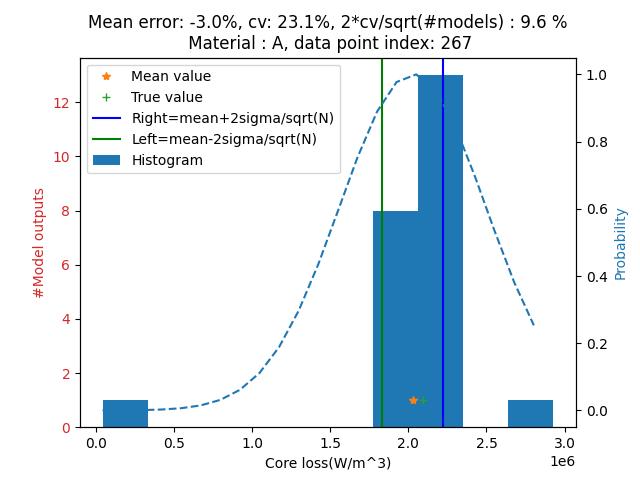 Mean error: -3.0%, cv: 23.1%, 2*cv/sqrt(#models) : 9.6 %
Material : A, data point index: 267
Mean value
True value
Right=mean+2sigma/sqrt(N)
Left=mean-2sigma/sqrt(N)
Histogram
12
10
8
6
4
2
0
#Model outputs
1.0
0.8
0.6
0.4
0.2
0.0
Probability
0.0 0.5 1.0 1.5 2.0 2.5 3.0
1e6
Core loss(W/m^3)